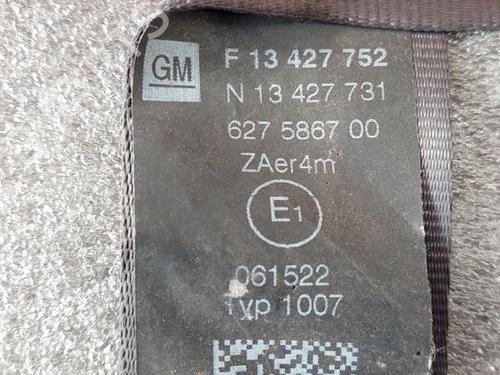 GM
F 13 427 752
N 13 427 731
627 5867 00
ZAer4m
E1
061522
Typ 1007